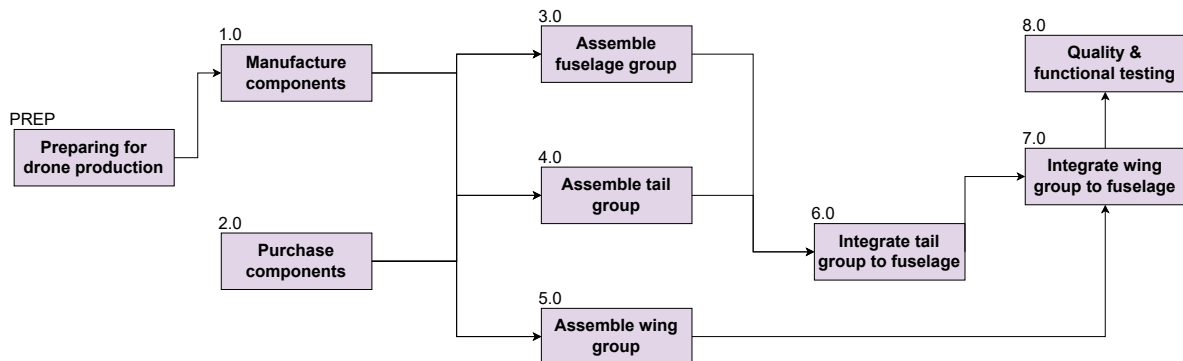 PREP
Preparing for
drone production
1.0
Manufacture
components
2.0
Purchase
components
3.0
Assemble
fuselage group
4.0
Assemble tail
group
5.0
Assemble wing
group
6.0
Integrate tail
group to fuselage
7.0
Integrate wing
group to fuselage
8.0
Quality &
functional testing